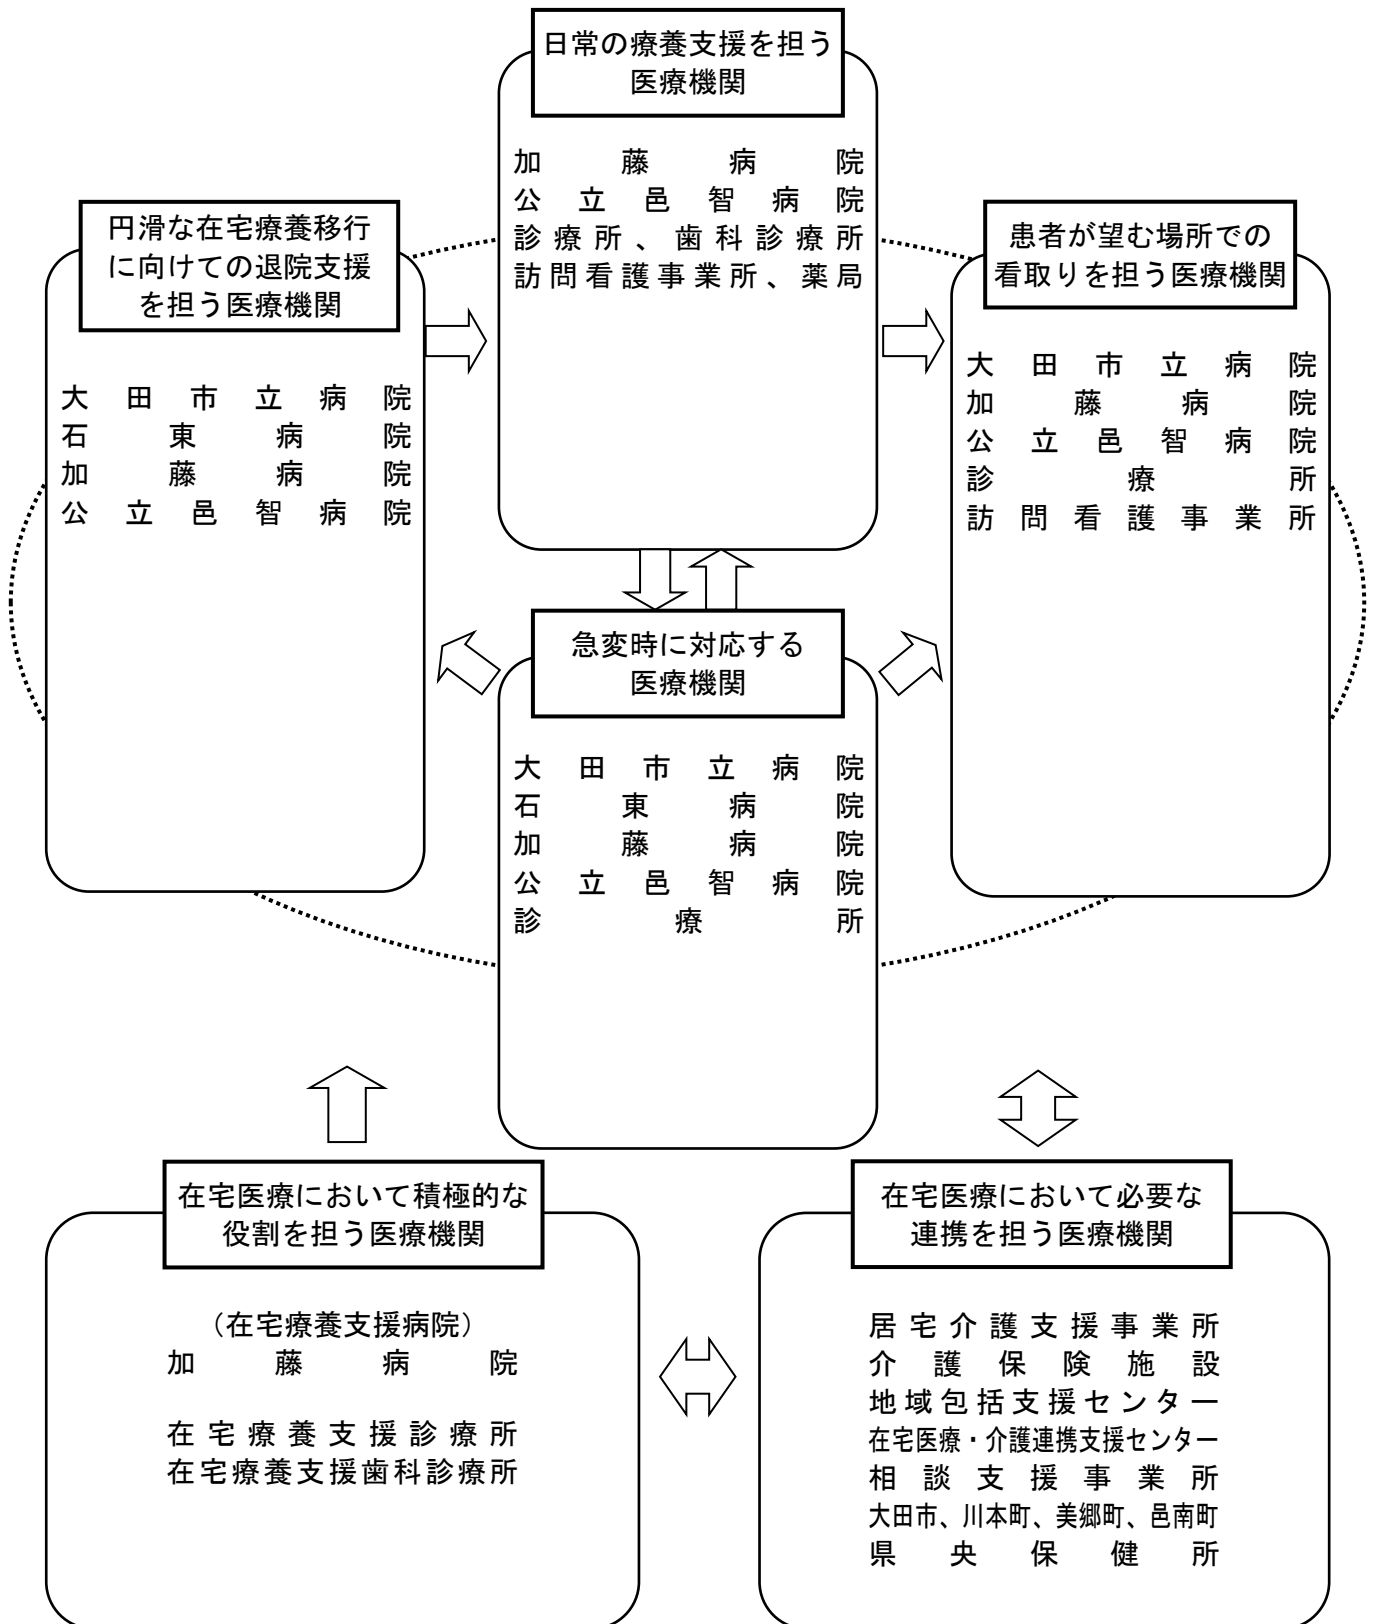 日常の療養支援を担う
医療機関
加藤病院
公立邑智病院
診療所、歯科診療所
訪問看護事業所、薬局
円滑な在宅療養移行
に向けての退院支援
を担う医療機関
大田市立病院
石東病院
加藤病院
公立邑智病院
患者が望む場所での
看取りを担う医療機関
大田市立病院
加藤病院
公立邑智病院
診療所
訪問看護事業所
急変時に対応する
医療機関
大田市立病院
石東病院
加藤病院
公立邑智病院
診療所
在宅医療において積極的な
役割を担う医療機関
（在宅療養支援病院）
加藤病院
在宅療養支援診療所
在宅療養支援歯科診療所
在宅医療において必要な
連携を担う医療機関
居宅介護支援事業所
介護保険施設
地域包括支援センター
在宅医療・介護連携支援センター
相談支援事業所
大田市、川本町、美郷町、邑南町
県央保健所